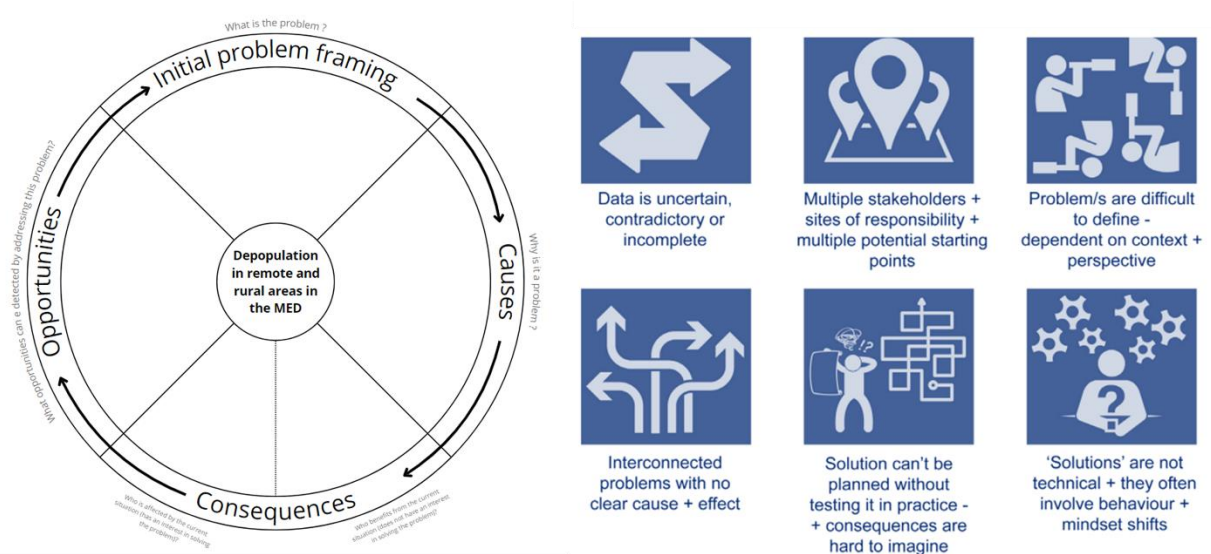 What is the problem ?
Initial problem framing
Causes
Why is it a problem ?
Consequences
Who benefits from the current
situation (does not have an interest
in solving the problem)?
Who is affected by the current
situation (has an interest in solving
the problem)?
Opportunities
What opportunities can e detected by addressing this problem?
Depopulation
in remote and
rural areas in
the MED
Data is uncertain,
contradictory or
incomplete
Multiple stakeholders +
sites of responsibility +
multiple potential starting
points
Problem/s are difficult
to define -
dependent on context +
perspective
Interconnected
problems with no
clear cause + effect
!?
Solution can’t be
planned without
testing it in practice -
+ consequences are
hard to imagine
?
‘Solutions’ are not
technical + they often
involve behaviour +
mindset shifts